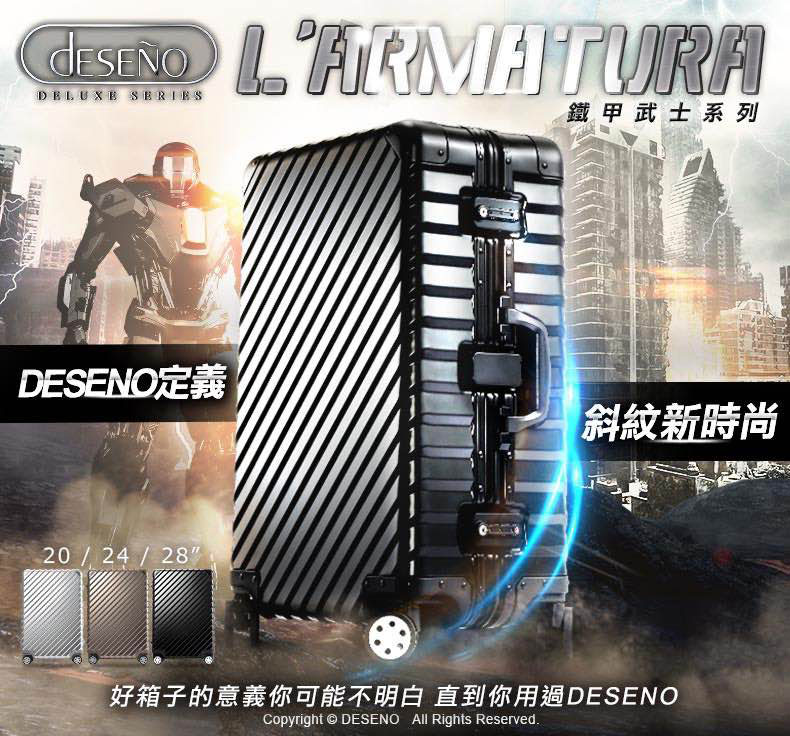 deseño
DELUXE SERIES
L'ARMATURA
鐵甲武士系列
DESENO定義
斜紋新時尚
20 / 24 / 28”
好箱子的意義你可能不明白 直到你用過DESENO
Copyright © DESENO All Rights Reserved.